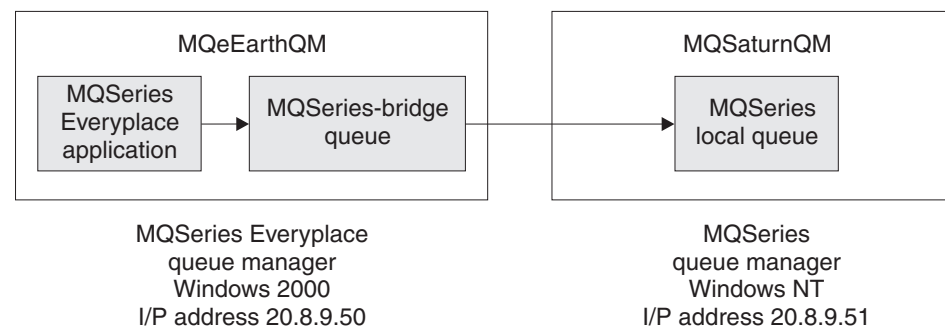 MQeEarthQM
MQSeries
Everyplace
application
MQSeries-bridge
queue
MQSeries Everyplace
queue manager
Windows 2000
I/P address 20.8.9.50
MQSaturnQM
MQSeries
local queue
MQSeries
queue manager
Windows NT
I/P address 20.8.9.51